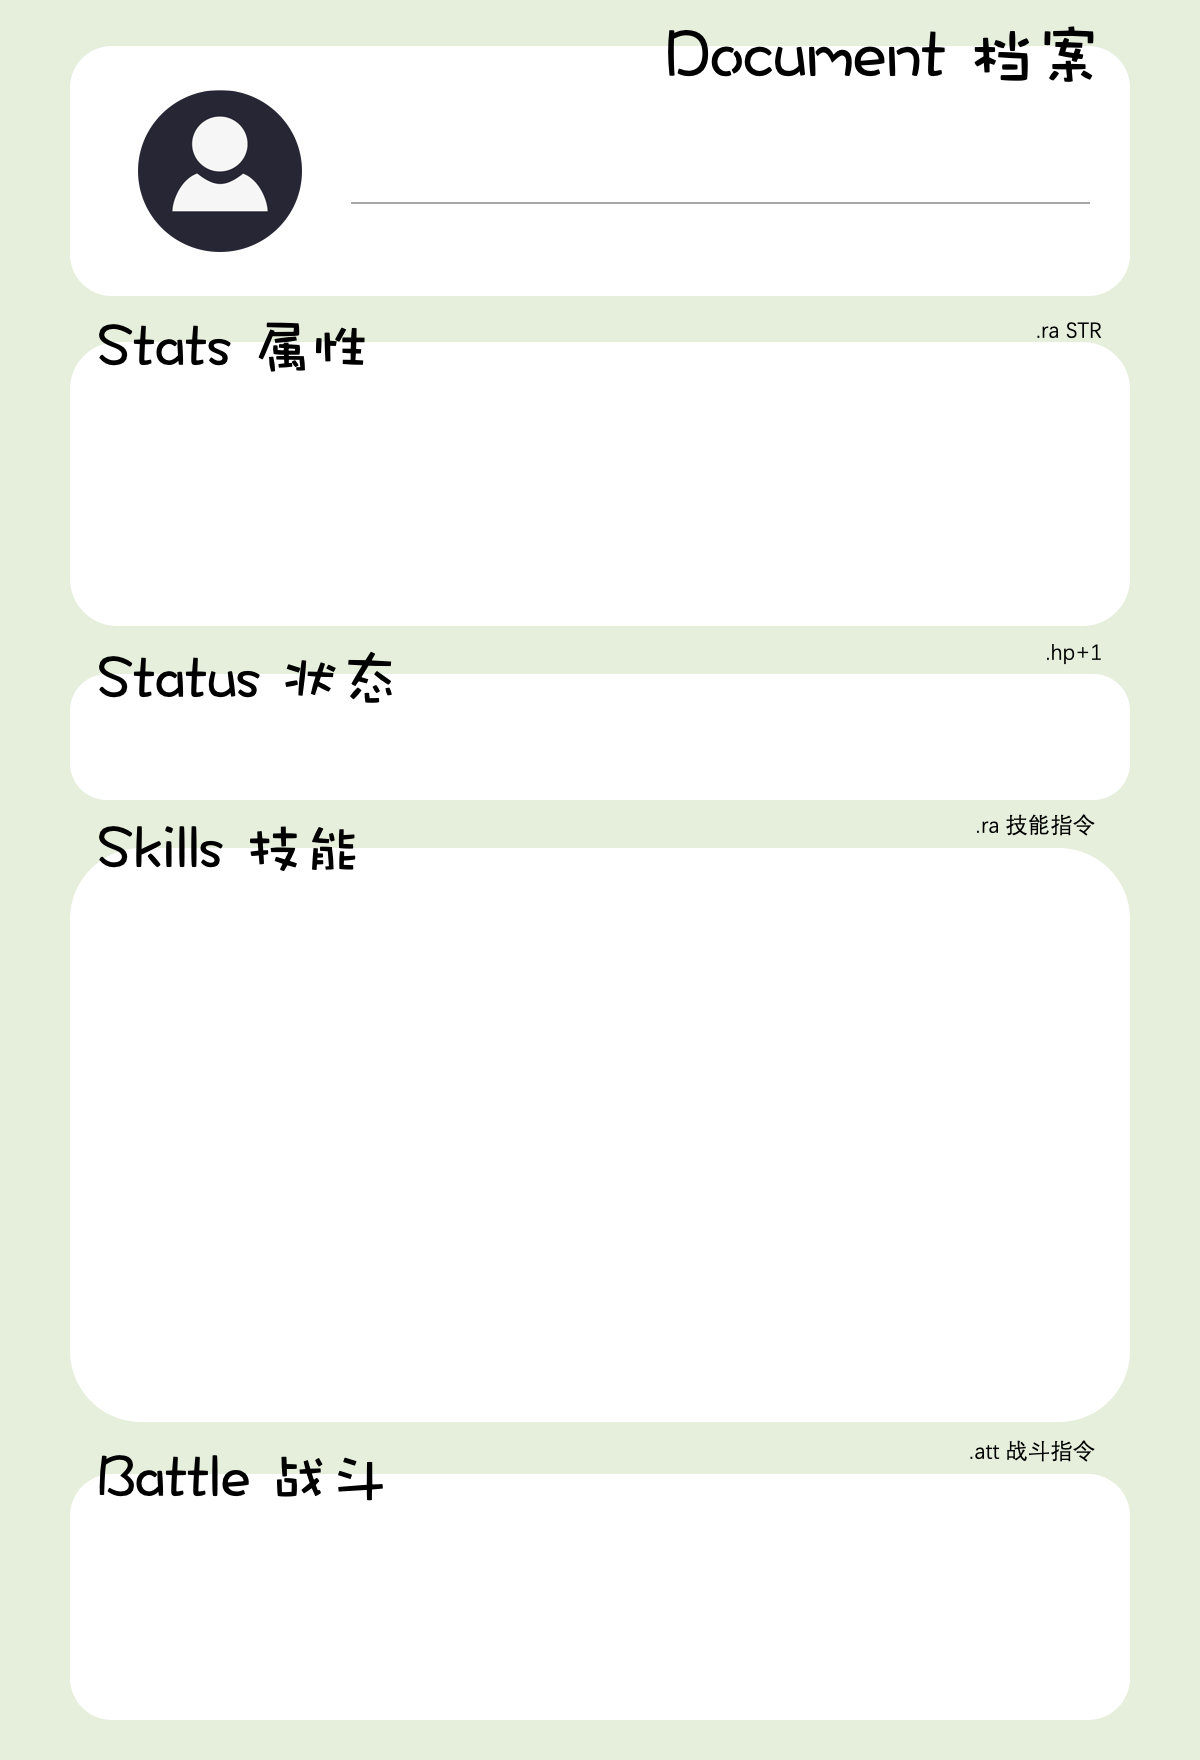 Document 档案
Stats 属性
.ra STR
Status 状态
.hp+1
Skills 技能
.ra 技能指令
Battle 战斗
.att 战斗指令